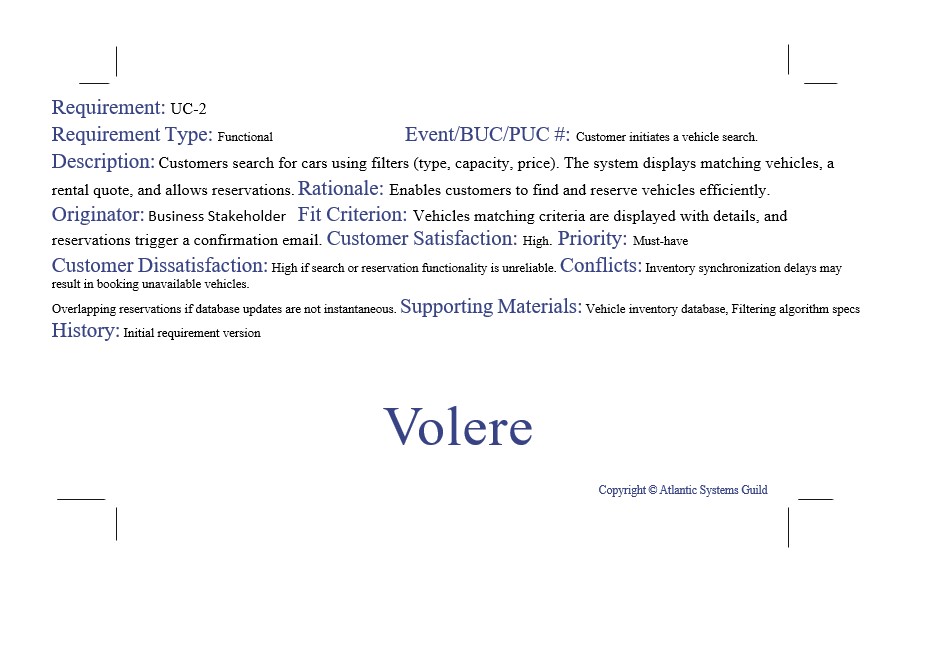 Requirement: UC-2
Requirement Type: Functional Event/BUC/PUC #: Customer initiates a vehicle search.
Description: Customers search for cars using filters (type, capacity, price). The system displays matching vehicles, a
rental quote, and allows reservations. Rationale: Enables customers to find and reserve vehicles efficiently.
Originator: Business Stakeholder Fit Criterion: Vehicles matching criteria are displayed with details, and
reservations trigger a confirmation email. Customer Satisfaction: High. Priority: Must-have
Customer Dissatisfaction: High if search or reservation functionality is unreliable. Conflicts: Inventory synchronization delays may
result in booking unavailable vehicles.
Overlapping reservations if database updates are not instantaneous. Supporting Materials: Vehicle inventory database, Filtering algorithm specs
History: Initial requirement version
Volere
Copyright © Atlantic Systems Guild